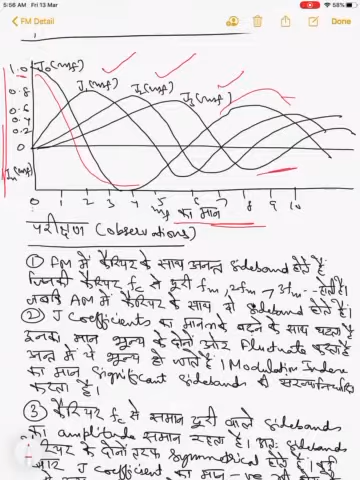 5:56 AM Fri 13 Mar
FM Detail
Done
1.0 J₀(mf) J₁(mf) J₂(mf) J₃(mf)
0.8
0.6
0.4
0.2
0
Jn(mf)
0 1 2 3 4 5 6 7 8 9 10
mf का मान
परीक्षण (observations)
① FM में कैरियर के साथ अनन्त sideband होते हैं
जिनकी कैरियर fc से दूरी fm, 2fm, 3fm ... होती है।
जबकि AM में कैरियर के साथ दो sideband होते हैं।
② J Coefficients का मान n के बढ़ने के साथ घटता है
इनका मान शून्य के दोनों ओर fluctuate करता है
अन्त में ये शून्य हो जाते हैं। Modulation Index
का मान significant sidebands की संख्या निर्धारित
करता है।
③ कैरियर fc से समान दूरी वाले sidebands
का amplitude समान रहता है। अतः sidebands
कैरियर के दोनों तरफ symmetrical होते हैं।
बार J coefficient का मान -ve भी होता है